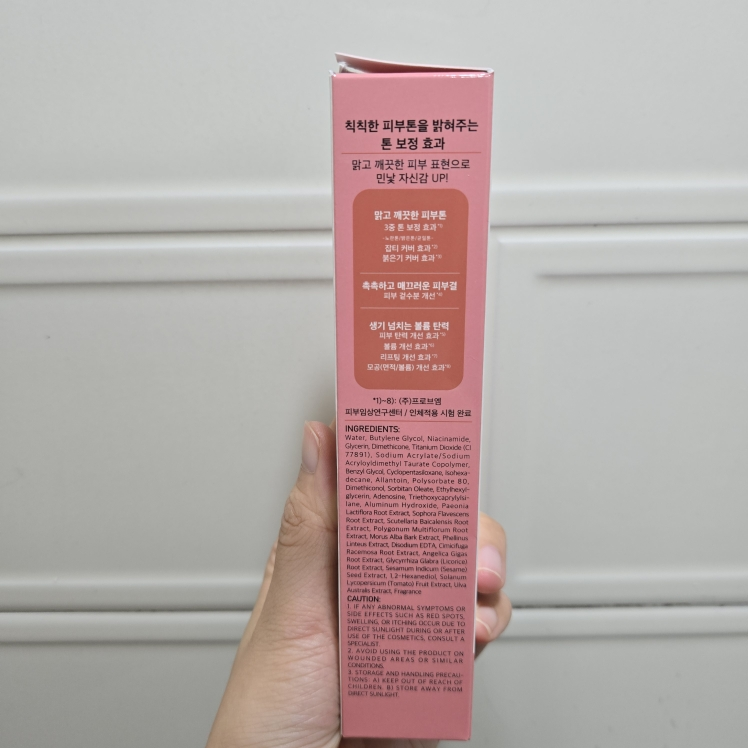 칙칙한 피부톤을 밝혀주는
톤 보정 효과
맑고 깨끗한 피부 표현으로
민낯 자신감 UP!
맑고 깨끗한 피부톤
3중 톤 보정 효과*1)
잡티 커버 효과*2)
붉은기 커버 효과*3)
촉촉하고 매끄러운 피부결
피부 겉수분 개선*4)
생기 넘치는 볼륨 탄력
피부 탄력 개선 효과*5)
볼륨 개선 효과*6)
리프팅 개선 효과*7)
모공(면적/볼륨) 개선 효과*8)
*1)~8): (주)프로브엠
피부임상연구센터 / 인체적용 시험 완료
INGREDIENTS:
Water, Butylene Glycol, Niacinamide,
Glycerin, Dimethicone, Titanium Dioxide (CI
77891), Sodium Acrylate/Sodium
Acryloyldimethyl Taurate Copolymer,
Benzyl Glycol, Cyclopentasiloxane, Isohexa-
decane, Allantoin, Polysorbate 80,
Dimethiconol, Sorbitan Oleate, Ethylhexyl-
glycerin, Adenosine, Triethoxycaprylylsi-
lane, Aluminum Hydroxide, Paeonia
Lactiflora Root Extract, Sophora Flavescens
Root Extract, Scutellaria Baicalensis Root
Extract, Polygonum Multiflorum Root
Extract, Morus Alba Bark Extract, Phellinus
Linteus Extract, Disodium EDTA, Cimicifuga
Racemosa Root Extract, Angelica Gigas
Root Extract, Glycyrrhiza Glabra (Licorice)
Root Extract, Sesamum Indicum (Sesame)
Seed Extract, 1,2-Hexanediol, Solanum
Lycopersicum (Tomato) Fruit Extract, Ulva
Australis Extract, Fragrance
CAUTION:
1. IF ANY ABNORMAL SYMPTOMS OR
SIDE EFFECTS SUCH AS RED SPOTS,
SWELLING, OR ITCHING OCCUR DUE TO
DIRECT SUNLIGHT DURING OR AFTER
USE OF THE COSMETICS, CONSULT A
SPECIALIST.
2. AVOID USING THE PRODUCT ON
WOUNDED AREAS OR SIMILAR
CONDITIONS.
3. STORAGE AND HANDLING PRECAU-
TIONS: A) KEEP OUT OF REACH OF
CHILDREN. B) STORE AWAY FROM
DIRECT SUNLIGHT.